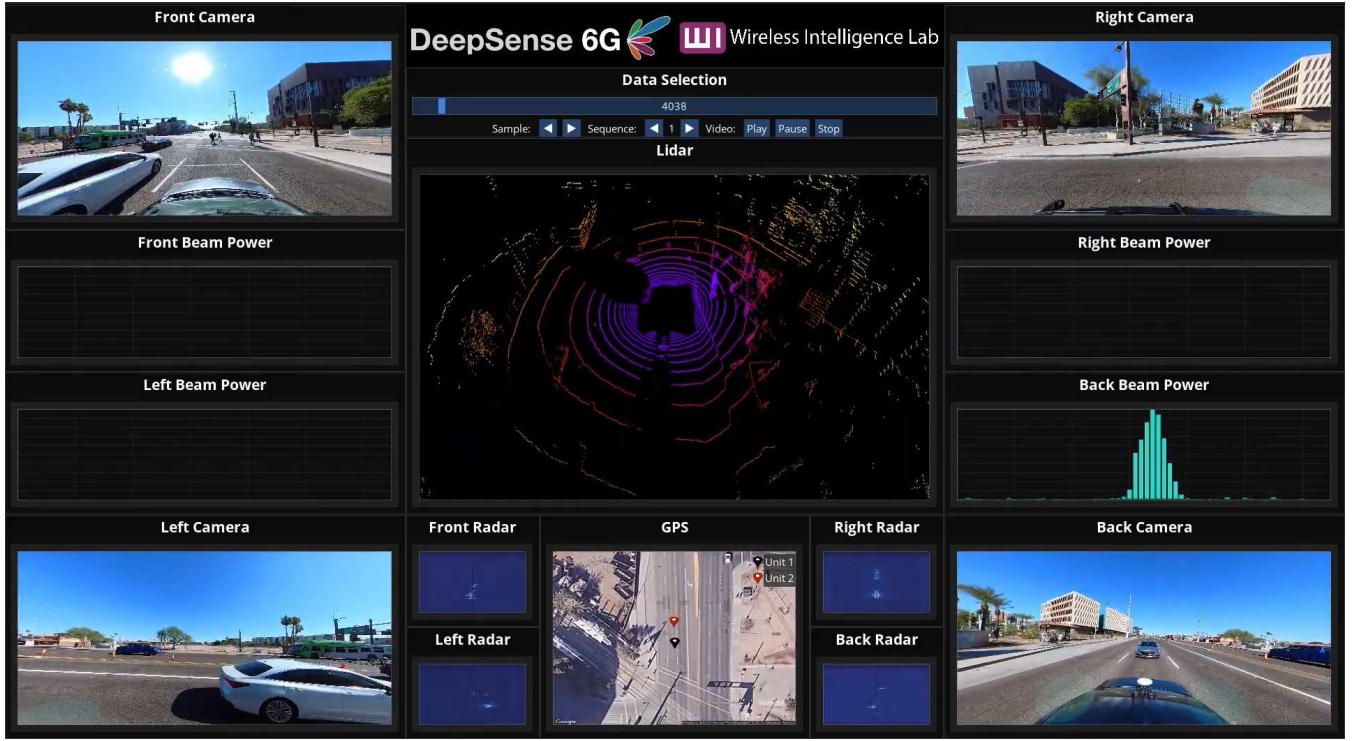 Front Camera
DeepSense 6G
Wireless Intelligence Lab
Right Camera
Data Selection
4038
Sample: Sequence: 1 Video: Play Pause Stop
Lidar
Front Beam Power
Right Beam Power
Left Beam Power
Back Beam Power
Left Camera
Front Radar
GPS
Right Radar
Back Camera
Unit 1
Unit 2
Left Radar
Back Radar
Google